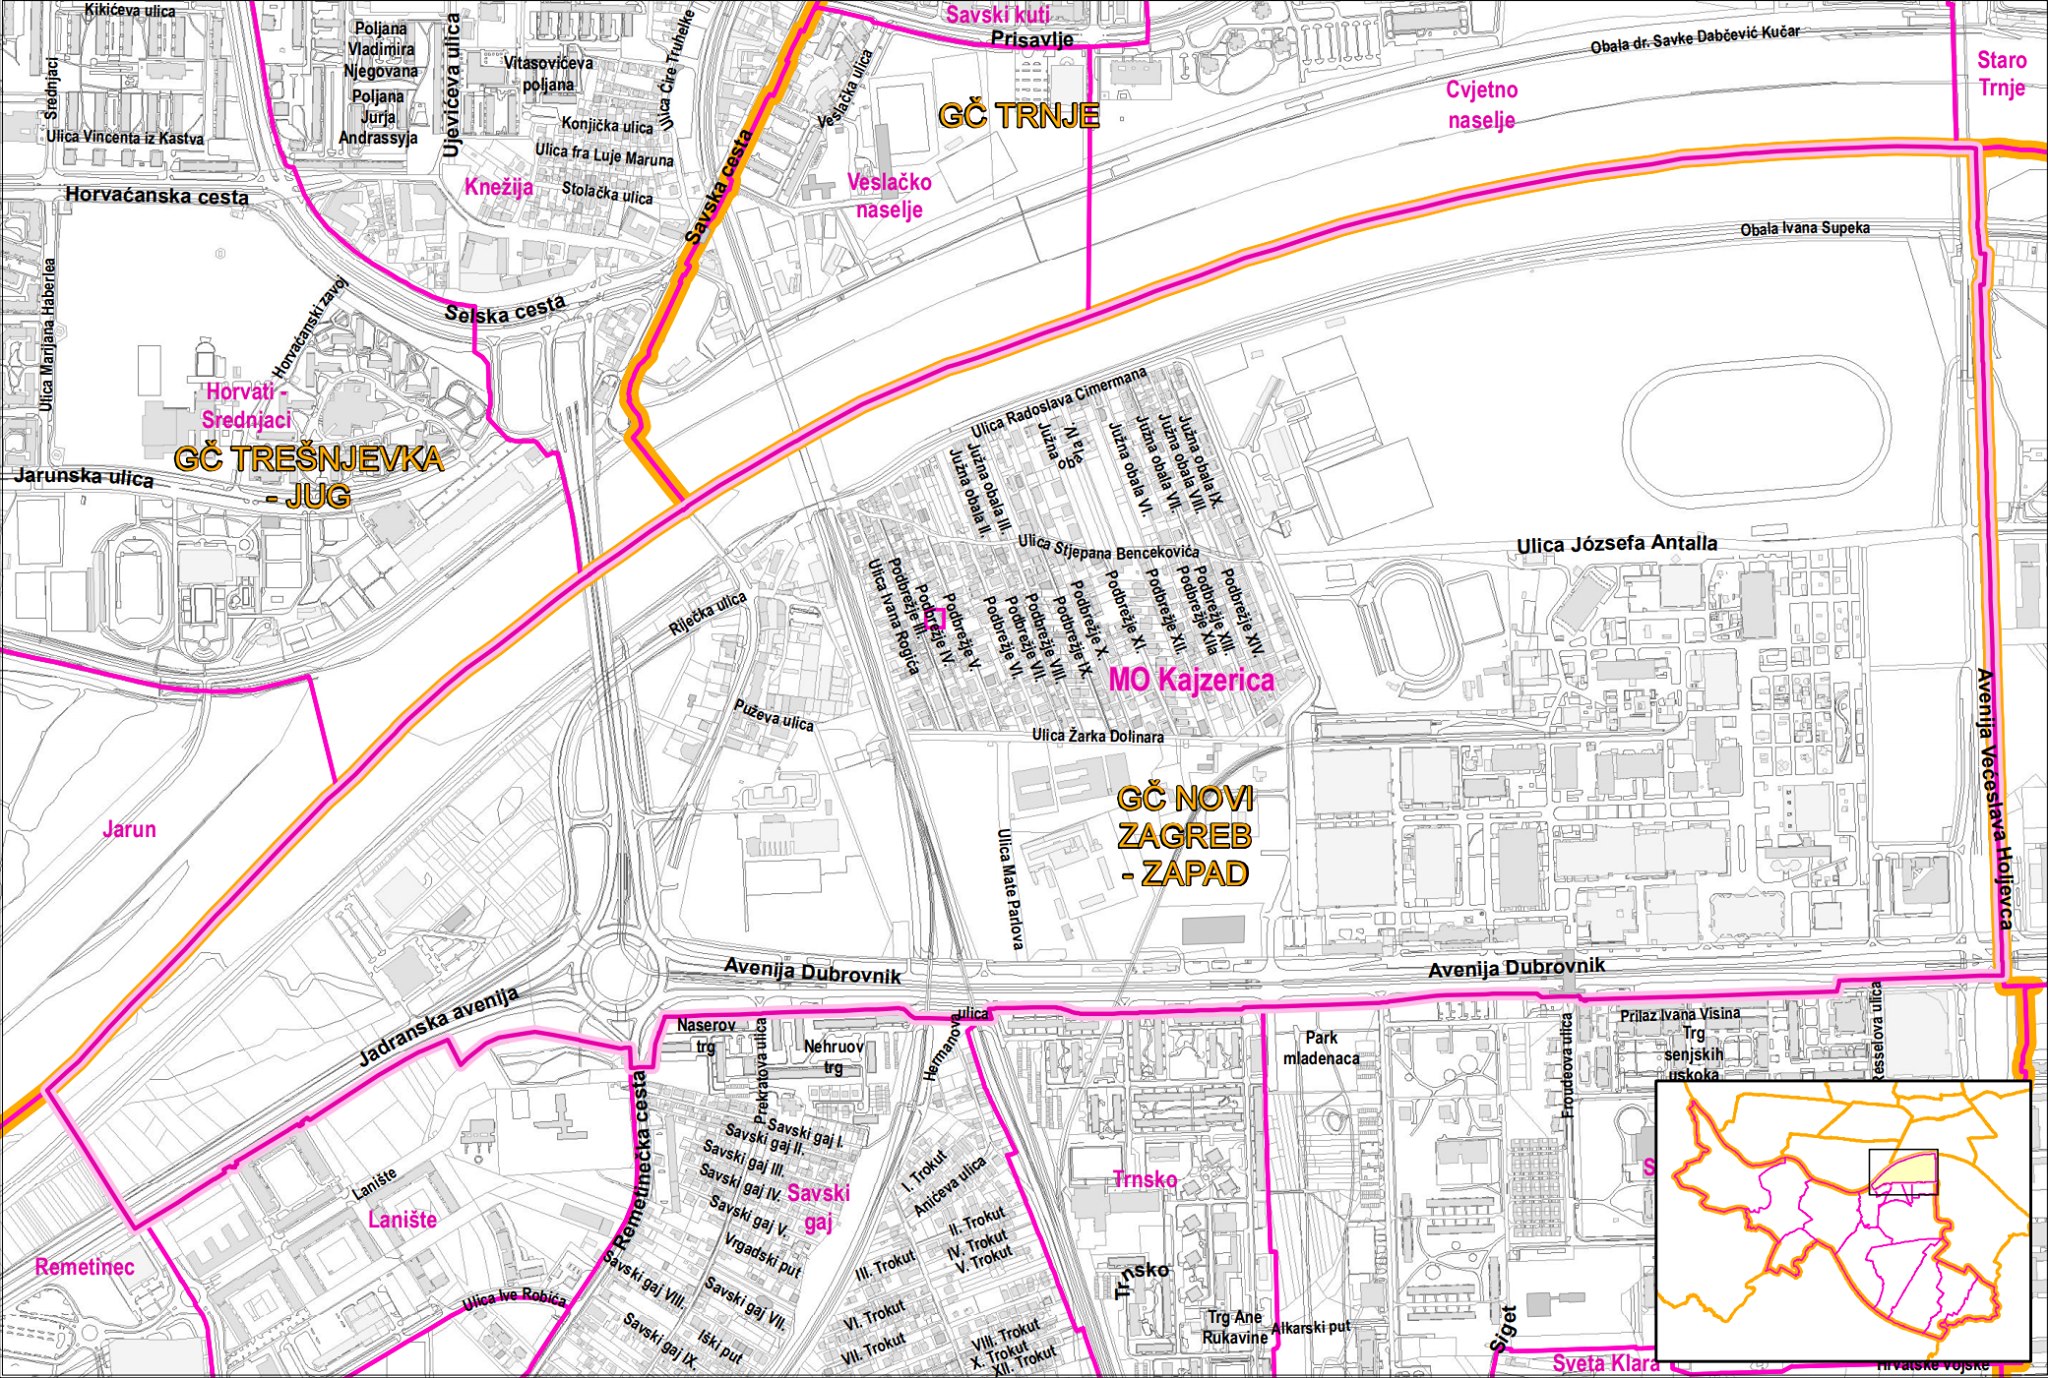 Kikićeva ulica
Poljana
Vladimira
Njegovana
Poljana
Jurja
Andrassyja
Srednjaci
Ulica Vincenta iz Kastva
Ujevićeva ulica
Vitasovićeva
poljana
Ulica Ćire Truhelke
Konjička ulica
Ulica fra Luje Maruna
Stolačka ulica
Knežija
Horvaćanska cesta
Savska cesta
Veslačka ulica
Savski kuti
Prisavlje
GČ TRNJE
Veslačko
naselje
Cvjetno
naselje
Obala dr. Savke Dabčević Kučar
Staro
Trnje
Obala Ivana Supeka
Ulica Marijana Haberlea
Horvaćanski zavoj
Selska cesta
Horvati -
Srednjaci
GČ TREŠNJEVKA
- JUG
Jarunska ulica
Jarun
Ulica Radoslava Cimermana
Južna obala II.
Južna obala III.
Južna
obala IV.
Južna obala VI.
Južna obala VII.
Južna obala VIII.
Južna obala IX.
Ulica Stjepana Bencekovića
Ulica Józsefa Antalla
Ulica Ivana Rogića
Podbrežje III.
Podbrežje IV.
Podbrežje V.
Podbrežje VI.
Podbrežje VII.
Podbrežje VIII.
Podbrežje IX.
Podbrežje X.
Podbrežje XI.
Podbrežje XII.
Podbrežje XIIa
Podbrežje XIII.
Podbrežje XIV.
Riječka ulica
Puževa ulica
MO Kajzerica
Ulica Žarka Dolinara
GČ NOVI
ZAGREB
- ZAPAD
Ulica Mate Parlova
Avenija Većeslava Holjevca
Avenija Dubrovnik
Avenija Dubrovnik
Jadranska avenija
Naserov
trg
Prekratova ulica
Nehruov
trg
Hermanova
ulica
Park
mladenaca
Froudeova ulica
Prilaz Ivana Visina
Trg
senjskih
uskoka
Resselova ulica
Remetinečka cesta
Savski gaj I.
Savski gaj II.
Savski gaj III.
Savski gaj IV.
Savski gaj V.
Savski
gaj
Vrgadski put
Savski gaj VII.
Savski gaj VIII.
Savski gaj IX.
Iški put
I. Trokut
Anićeva ulica
II. Trokut
III. Trokut
IV. Trokut
V. Trokut
VI. Trokut
VII. Trokut
VIII. Trokut
X. Trokut
XII. Trokut
Trnsko
Trnsko
Trg Ane
Rukavine
Alkarski put
Šiget
S
Sveta Klara
Hrvatske vojske
Lanište
Lanište
Remetinec
Ulica Ive Robića